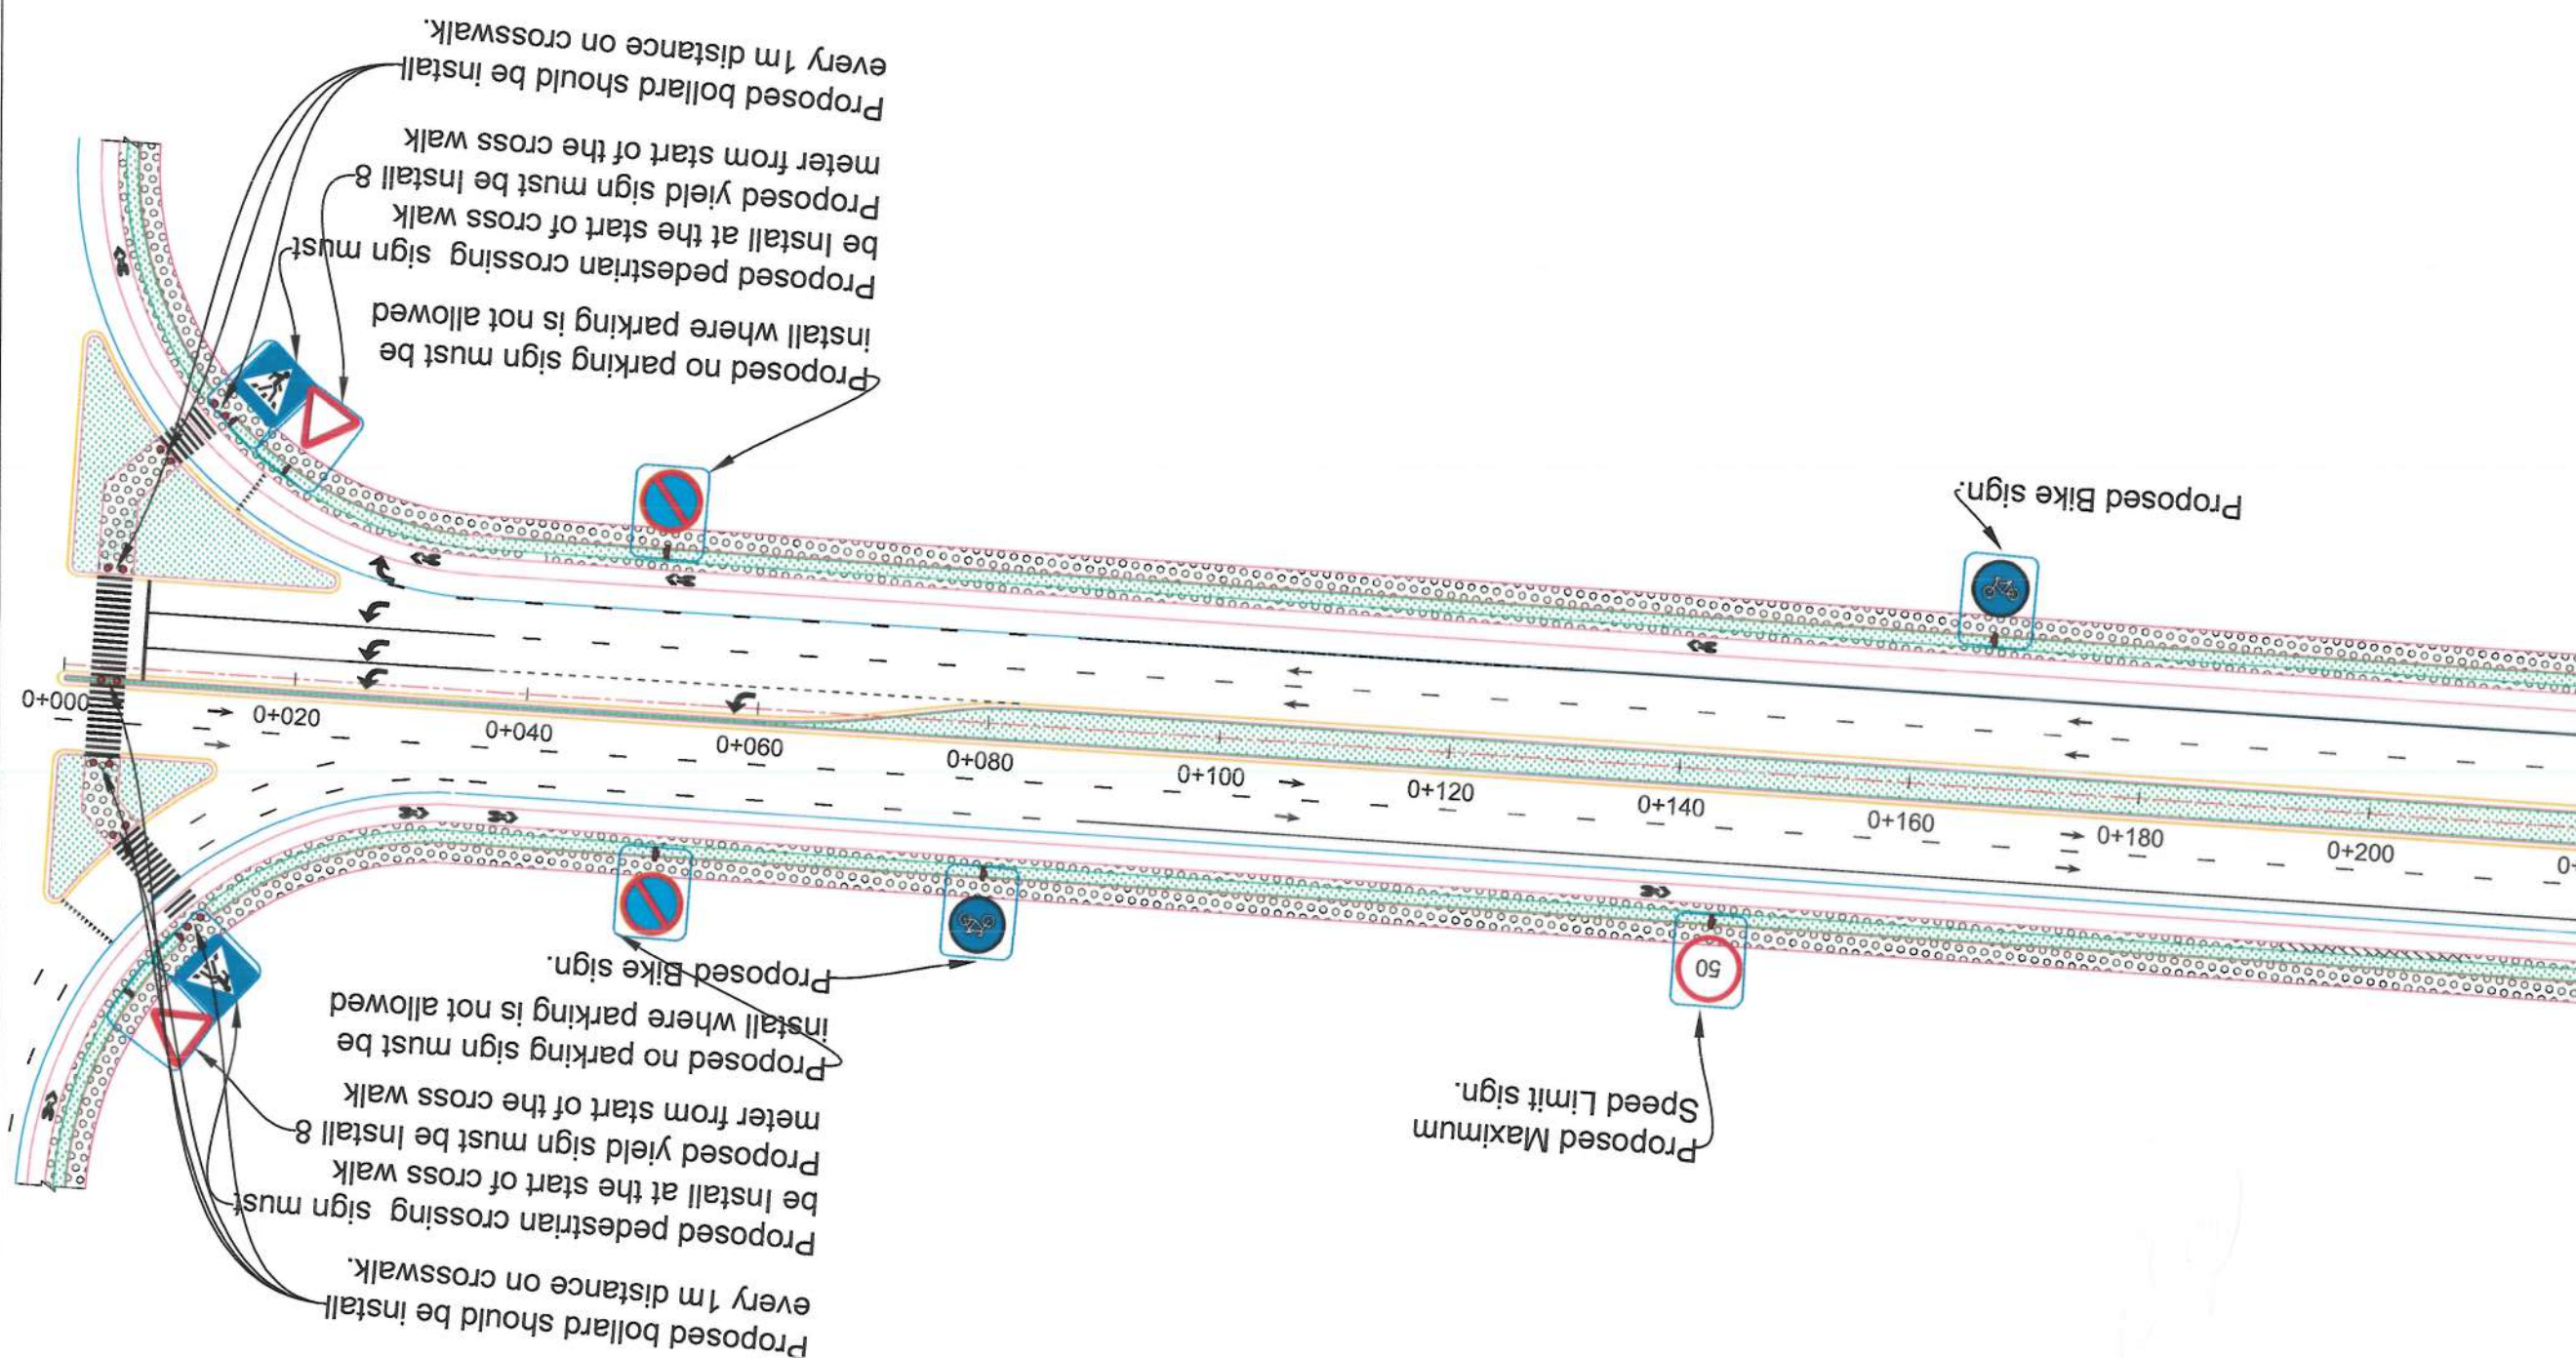 Proposed bollard should be install
every 1m distance on crosswalk.
Proposed pedestrian crossing sign must
be Install at the start of cross walk
Proposed yield sign must be Install 8
meter from start of the cross walk
Proposed no parking sign must be
install where parking is not allowed
Proposed Bike sign.
Proposed Maximum
Speed Limit sign.
50
0+000
0+020
0+040
0+060
0+080
0+100
0+120
0+140
0+160
0+180
0+200
0+
Proposed Bike sign.
Proposed no parking sign must be
install where parking is not allowed
Proposed pedestrian crossing sign must
be Install at the start of cross walk
Proposed yield sign must be Install 8
meter from start of the cross walk
Proposed bollard should be install
every 1m distance on crosswalk.